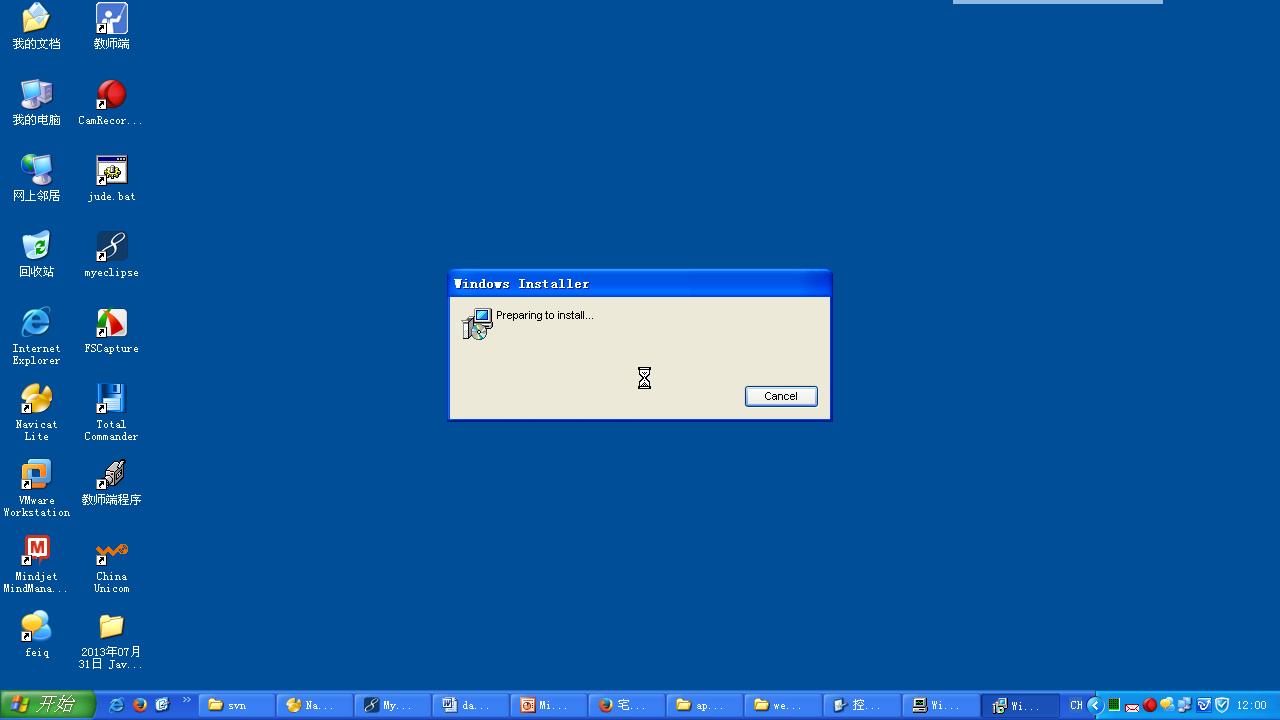 我的文档
教师端
我的电脑
CamRecor...
网上邻居
jude.bat
回收站
myeclipse
Internet
Explorer
FSCapture
Navicat
Lite
Total
Commander
VMware
Workstation
教师端程序
Mindjet
MindMana...
China
Unicom
feiq
2013年07月
31日 Jav...
Windows Installer
Preparing to install...
Cancel
开始
svn
Na...
My...
da...
Mi...
宅...
ap...
we...
控...
Wi...
Wi...
CH
12:00